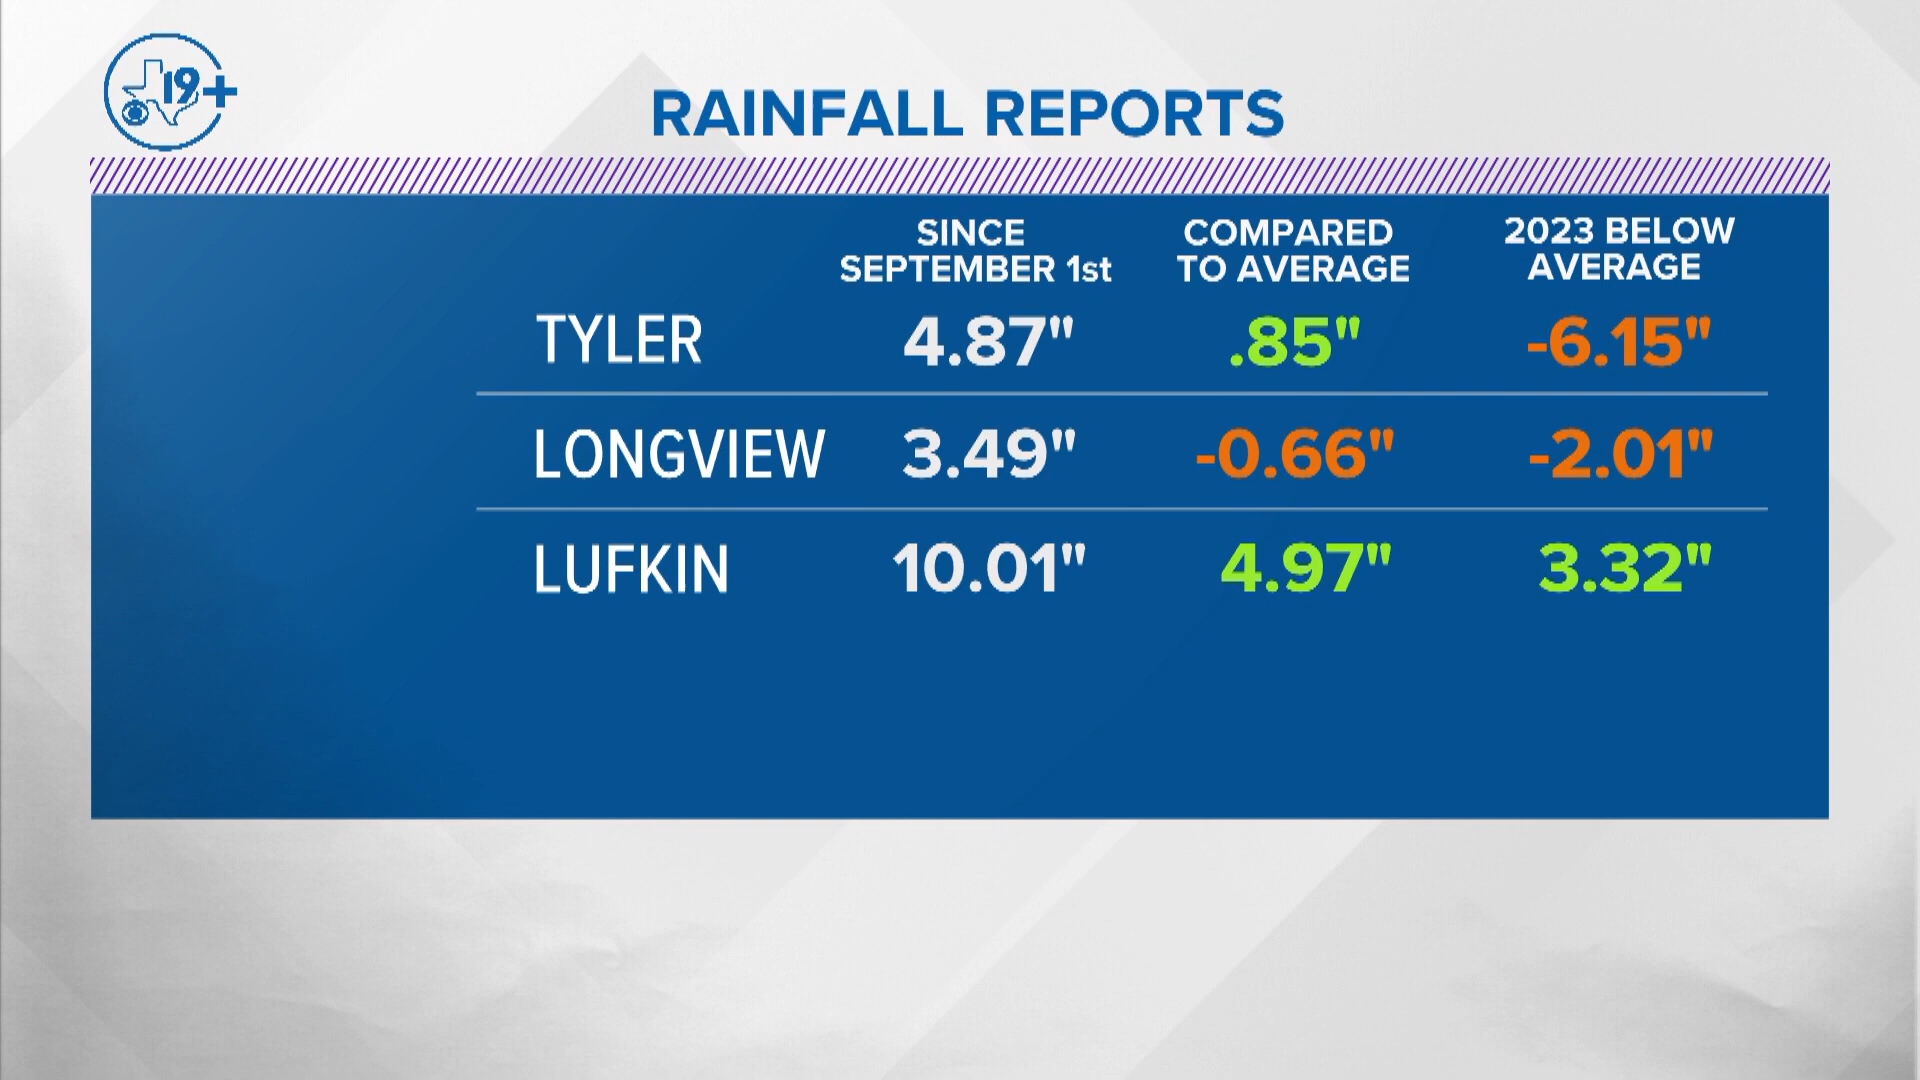 19+
RAINFALL REPORTS
SINCE SEPTEMBER 1st
COMPARED TO AVERAGE
2023 BELOW AVERAGE
TYLER 4.87" .85" -6.15"
LONGVIEW 3.49" -0.66" -2.01"
LUFKIN 10.01" 4.97" 3.32"